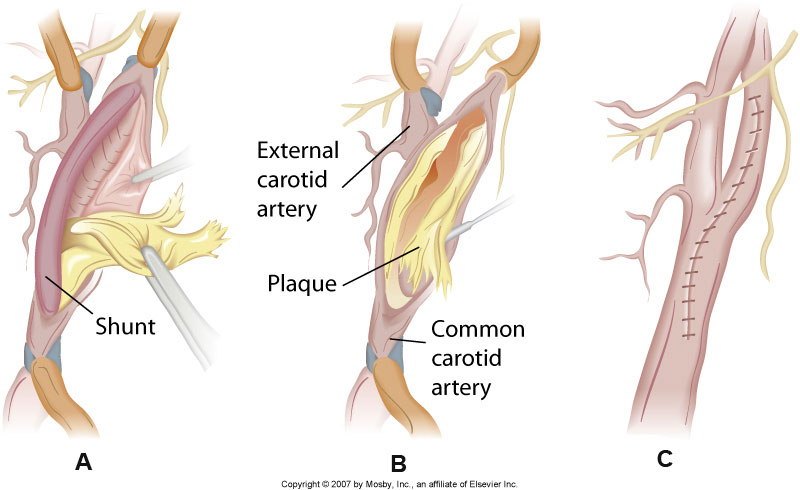 External
carotid
artery
Plaque
Shunt
Common
carotid
artery
A
B
C
Copyright © 2007 by Mosby, Inc., an affiliate of Elsevier Inc.